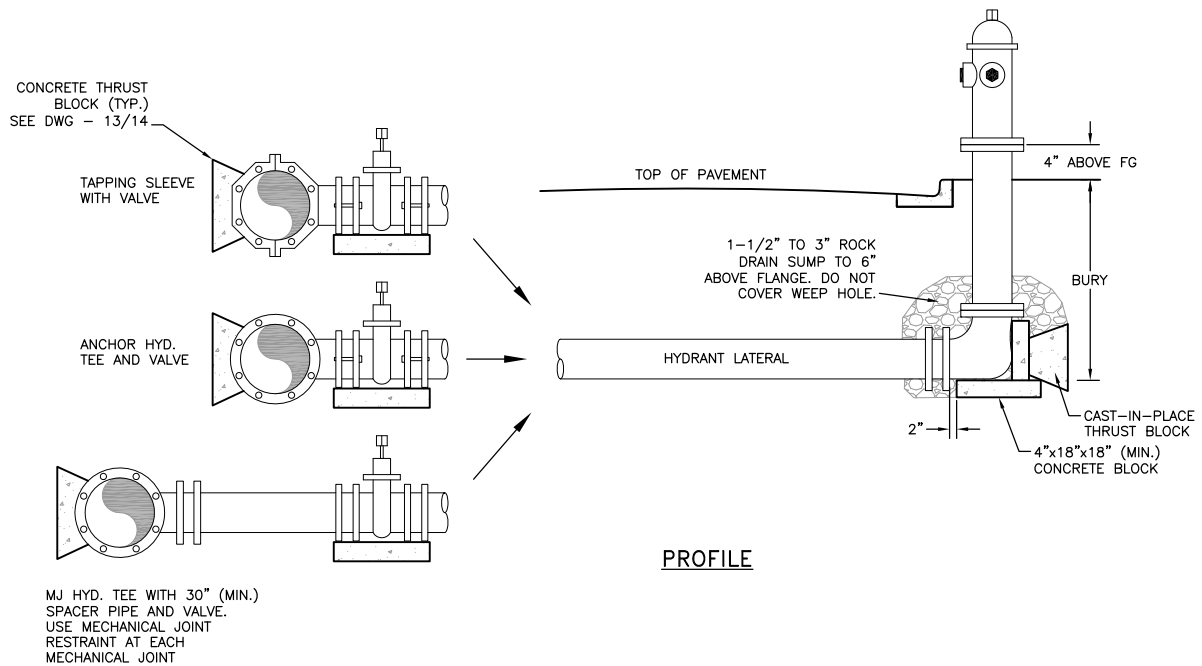 CONCRETE THRUST
BLOCK (TYP.)
SEE DWG - 13/14
TAPPING SLEEVE
WITH VALVE
ANCHOR HYD.
TEE AND VALVE
MJ HYD. TEE WITH 30" (MIN.)
SPACER PIPE AND VALVE.
USE MECHANICAL JOINT
RESTRAINT AT EACH
MECHANICAL JOINT
TOP OF PAVEMENT
4" ABOVE FG
1-1/2" TO 3" ROCK
DRAIN SUMP TO 6"
ABOVE FLANGE. DO NOT
COVER WEEP HOLE.
BURY
HYDRANT LATERAL
2"
CAST-IN-PLACE
THRUST BLOCK
4"x18"x18" (MIN.)
CONCRETE BLOCK
PROFILE